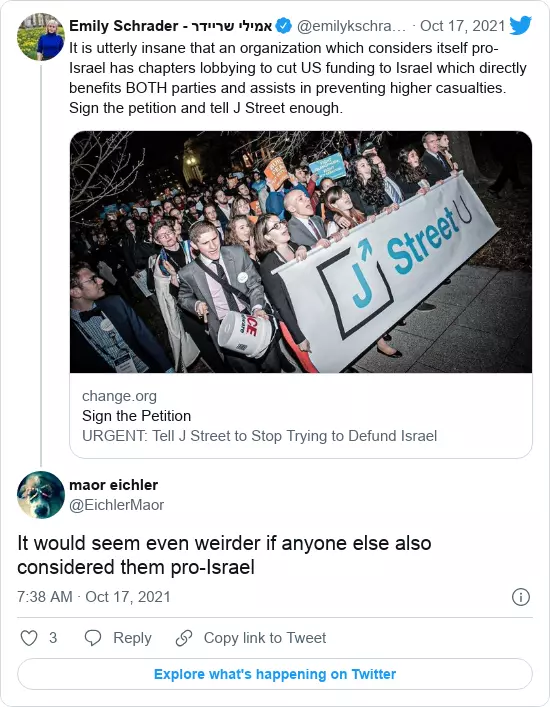 Emily Schrader - אמילי שריידר @emilykschra... · Oct 17, 2021
It is utterly insane that an organization which considers itself pro-
Israel has chapters lobbying to cut US funding to Israel which directly
benefits BOTH parties and assists in preventing higher casualties.
Sign the petition and tell J Street enough.
J Street U
change.org
Sign the Petition
URGENT: Tell J Street to Stop Trying to Defund Israel
maor eichler
@EichlerMaor
It would seem even weirder if anyone else also
considered them pro-Israel
7:38 AM · Oct 17, 2021
3 Reply Copy link to Tweet
Explore what's happening on Twitter